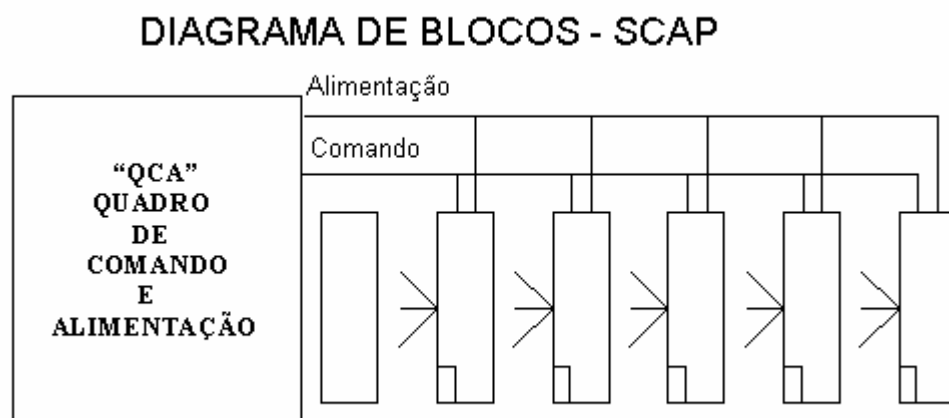 DIAGRAMA DE BLOCOS - SCAP
Alimentação
Comando
“QCA”
QUADRO
DE
COMANDO
E
ALIMENTAÇÃO